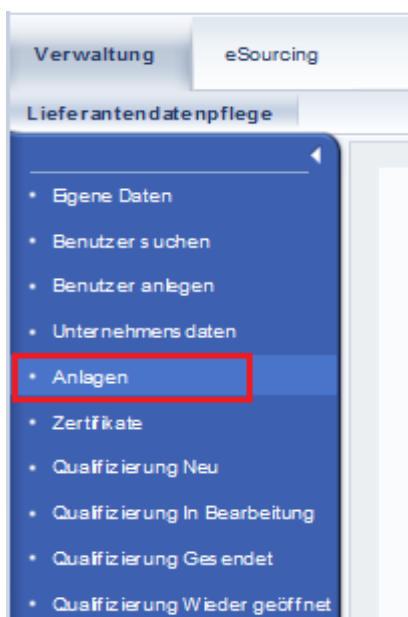 Verwaltung eSourcing
Lieferantendatenpflege
Eigene Daten
Benutzer suchen
Benutzer anlegen
Unternehmensdaten
Anlagen
Zertifikate
Qualifizierung Neu
Qualifizierung In Bearbeitung
Qualifizierung Gesendet
Qualifizierung Wieder geöffnet